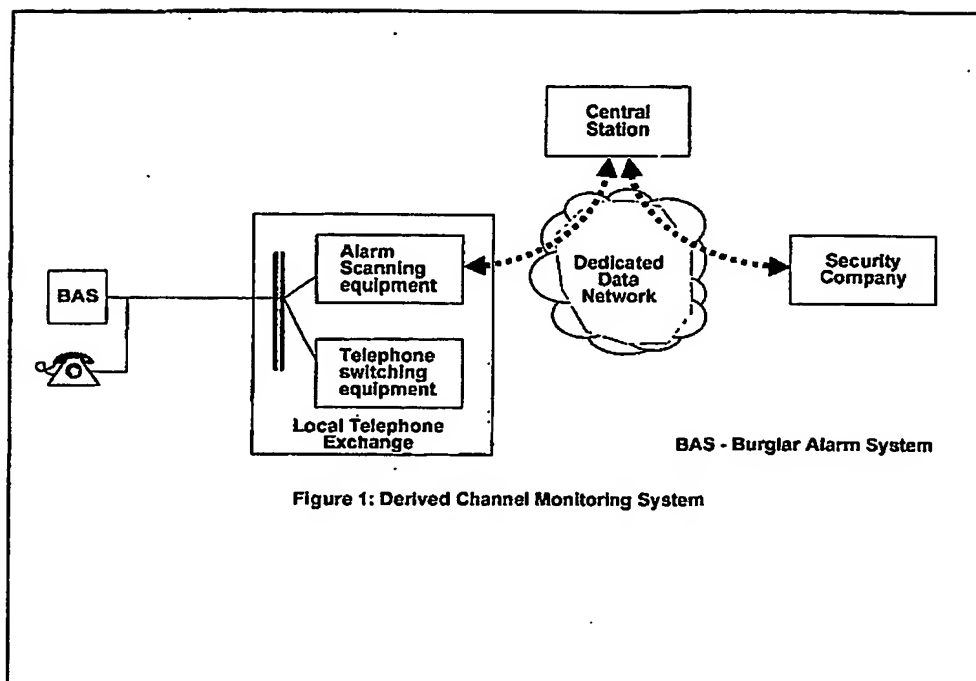 Central
Station
Alarm
Scanning
equipment
Dedicated
Data
Network
Security
Company
BAS
Telephone
switching
equipment
Local Telephone
Exchange
BAS - Burglar Alarm System
Figure 1: Derived Channel Monitoring System